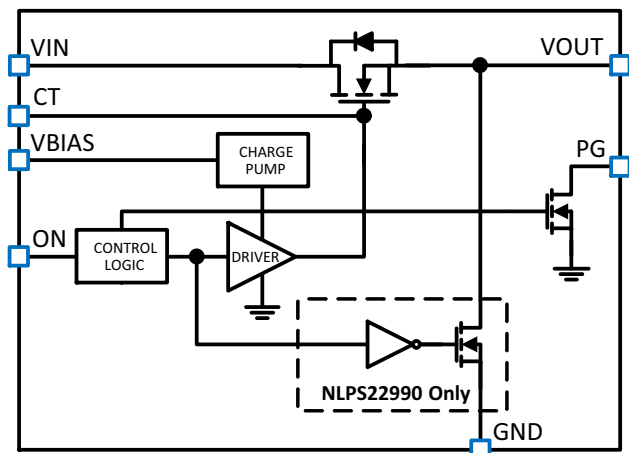 VIN
VOUT
CT
VBIAS
CHARGE
PUMP
PG
ON
CONTROL
LOGIC
DRIVER
NLPS22990 Only
GND